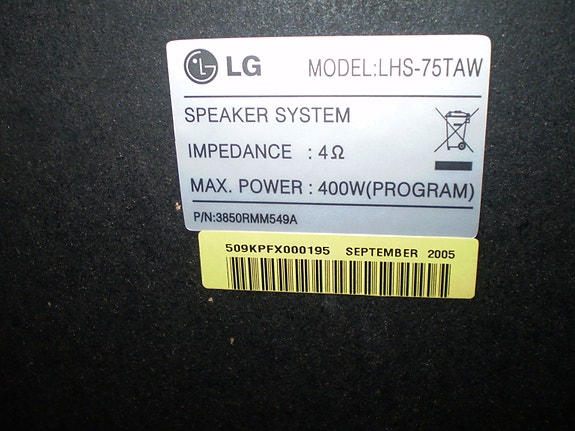 LG MODEL:LHS-75TAW
SPEAKER SYSTEM
IMPEDANCE : 4Ω
MAX. POWER : 400W(PROGRAM)
P/N:3850RMM549A
509KPFX000195 SEPTEMBER 2005